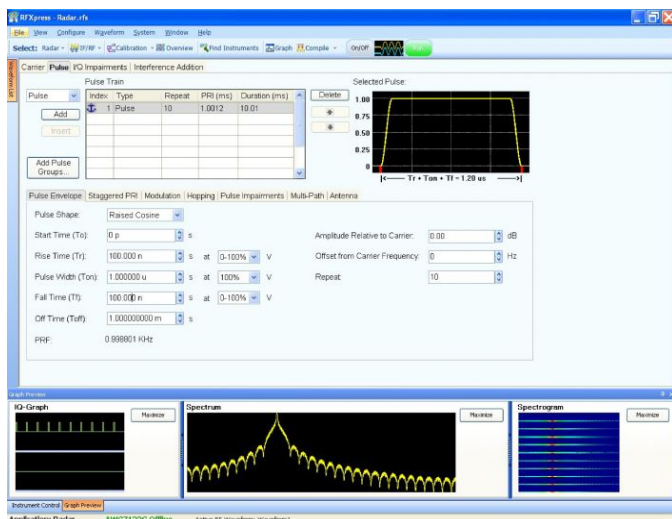 RFXpress - Radar.rfs
File View Configure Waveform System Window Help
Select: Radar IF/RF Calibration Overview Find Instruments Graph Compile On/Off
Waveform List
Carrier Pulse I/Q Impairments Interference Addition
Pulse Train
Selected Pulse:
Pulse
Index Type Repeat PRI (ms) Duration (ms)
1 Pulse 10 1.0012 10.01
Add
Insert
Add Pulse
Groups...
Delete
1.00
0.75
0.50
0.25
0
Tr + Ton + Tf = 1.20 us
Pulse Envelope Staggered PRI Modulation Hopping Pulse Impairments Multi-Path Antenna
Pulse Shape: Raised Cosine
Start Time (To): 0 p s
Amplitude Relative to Carrier: 0.00 dB
Rise Time (Tr): 100.000 n s at 0-100% V
Offset from Carrier Frequency: 0 Hz
Pulse Width (Ton): 1.000000 u s at 100% V
Repeat: 10
Fall Time (Tf): 100.000 n s at 0-100% V
Off Time (Toff): 1.000000000 m s
PRF: 0.998801 KHz
Graph Preview
IQ-Graph
Maximize
Spectrum
Maximize
Spectrogram
Maximize
Instrument Control Graph Preview
Application: Radar